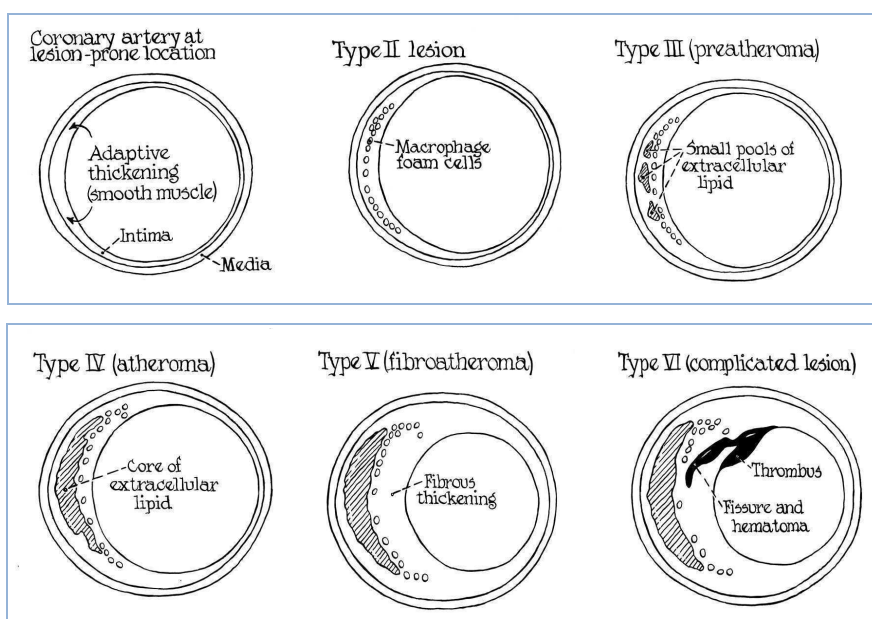 Coronary artery at
lesion-prone location
Adaptive
thickening
(smooth muscle)
Intima
Media
Type II lesion
Macrophage
foam cells
Type III (preatheroma)
Small pools of
extracellular
lipid
Type IV (atheroma)
Core of
extracellular
lipid
Type V (fibroatheroma)
Fibrous
thickening
Type VI (complicated lesion)
Thrombus
Fissure and
hematoma